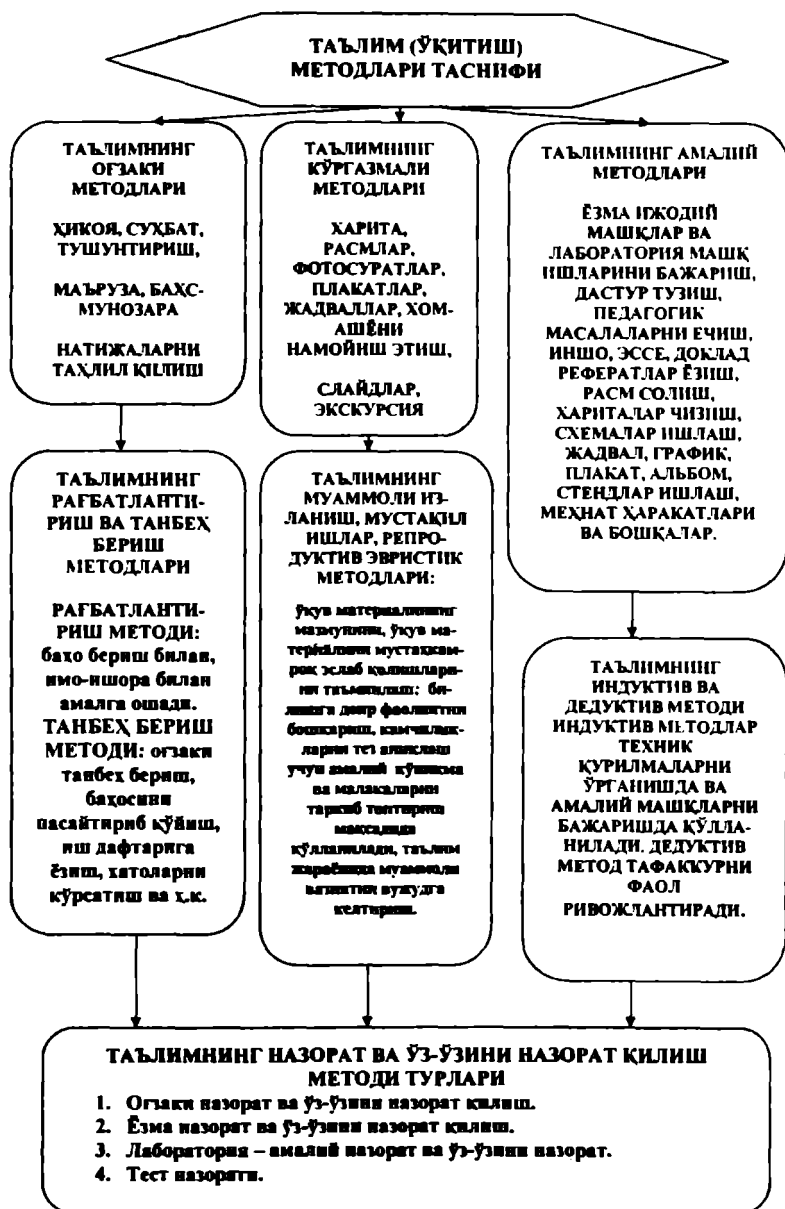 ТАЪЛИМ (ЎҚИТИШ)
МЕТОДЛАРИ ТАСНИФИ
ТАЪЛИМНИНГ
ОҒЗАКИ
МЕТОДЛАРИ
ҲИКОЯ, СУҲБАТ,
ТУШУНТИРИШ,
МАЪРУЗА, БАҲС-
МУНОЗАРА
НАТИЖАЛАРНИ
ТАҲЛИЛ ҚИЛИШ
ТАЪЛИМНИНГ
КЎРГАЗМАЛИ
МЕТОДЛАРИ
ХАРИТА,
РАСМЛАР,
ФОТОСУРАТЛАР,
ПЛАКАТЛАР,
ЖАДВАЛЛАР, ХОМ-
АШЁНИ
НАМОЙИШ ЭТИШ,
СЛАЙДЛАР,
ЭКСКУРСИЯ
ТАЪЛИМНИНГ АМАЛИЙ
МЕТОДЛАРИ
ЁЗМА ИЖОДИЙ
МАШҚЛАР ВА
ЛАБОРАТОРИЯ МАШҚ
ИШЛАРИНИ БАЖАРИШ,
ДАСТУР ТУЗИШ,
ПЕДАГОГИК
МАСАЛАЛАРНИ ЕЧИШ,
ИНШО, ЭССЕ, ДОКЛАД
РЕФЕРАТЛАР ЁЗИШ,
РАСМ СОЛИШ,
ХАРИТАЛАР ЧИЗИШ,
СХЕМАЛАР ИШЛАШ,
ЖАДВАЛ, ГРАФИК,
ПЛАКАТ, АЛЬБОМ,
СТЕНДЛАР ИШЛАШ,
МЕҲНАТ ҲАРАКАТЛАРИ
ВА БОШҚАЛАР.
ТАЪЛИМНИНГ
РАҒБАТЛАНТИ-
РИШ ВА ТАНБЕҲ
БЕРИШ
МЕТОДЛАРИ
РАҒБАТЛАНТИ-
РИШ МЕТОДИ:
баҳо бериш билан,
имо-ишора билан
амалга ошади.
ТАНБЕҲ БЕРИШ
МЕТОДИ: оғзаки
танбеҳ бериш,
баҳосини
пасайтириб қўйиш,
иш дафтарига
ёзиш, хатоларни
кўрсатиш ва ҳ.к.
ТАЪЛИМНИНГ
МУАММОЛИ ИЗ-
ЛАНИШ, МУСТАҚИЛ
ИШЛАР, РЕПРО-
ДУКТИВ ЭВРИСТИК
МЕТОДЛАРИ:
ўқув материалининг
мазмунини, ўқув ма-
териалини мустаҳкам-
роқ эслаб қолишлари-
ни таъминлаш: би-
лишга доир фаолиятни
бошқариш, камчилик-
ларни тез аниқлаш
учун амалий кўникма
ва малакаларни
таркиб топтириш
мақсадида
қўлланилади, таълим
жараёнида муаммоли
вазиятни вужудга
келтириш.
ТАЪЛИМНИНГ
ИНДУКТИВ ВА
ДЕДУКТИВ МЕТОДИ
ИНДУКТИВ МЕТОДЛАР
ТЕХНИК
ҚУРИЛМАЛАРНИ
ЎРГАНИШДА ВА
АМАЛИЙ МАШҚЛАРНИ
БАЖАРИШДА ҚЎЛЛА-
НИЛАДИ. ДЕДУКТИВ
МЕТОД ТАФАККУРНИ
ФАОЛ
РИВОЖЛАНТИРАДИ.
ТАЪЛИМНИНГ НАЗОРАТ ВА ЎЗ-ЎЗИНИ НАЗОРАТ ҚИЛИШ
МЕТОДИ ТУРЛАРИ
1. Оғзаки назорат ва ўз-ўзини назорат қилиш.
2. Ёзма назорат ва ўз-ўзини назорат қилиш.
3. Лаборатория – амалий назорат ва ўз-ўзини назорат.
4. Тест назорати.